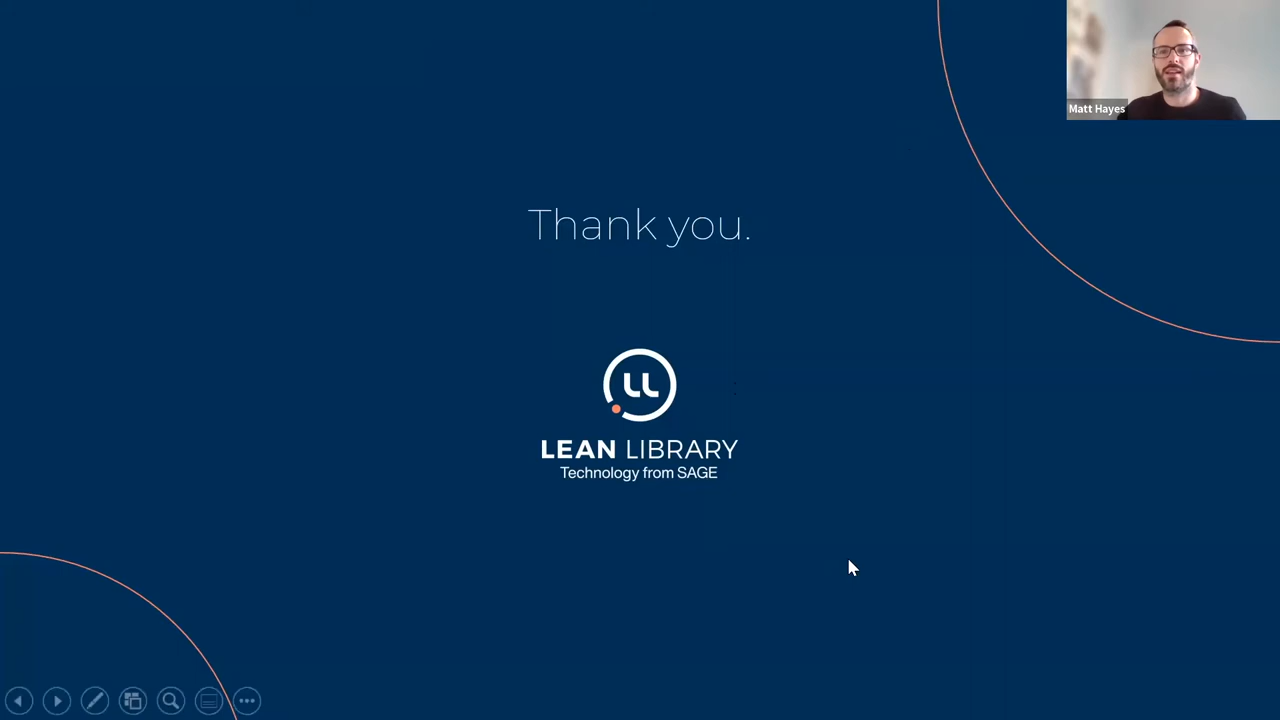 Matt Hayes
Thank you.
LL
LEAN LIBRARY
Technology from SAGE